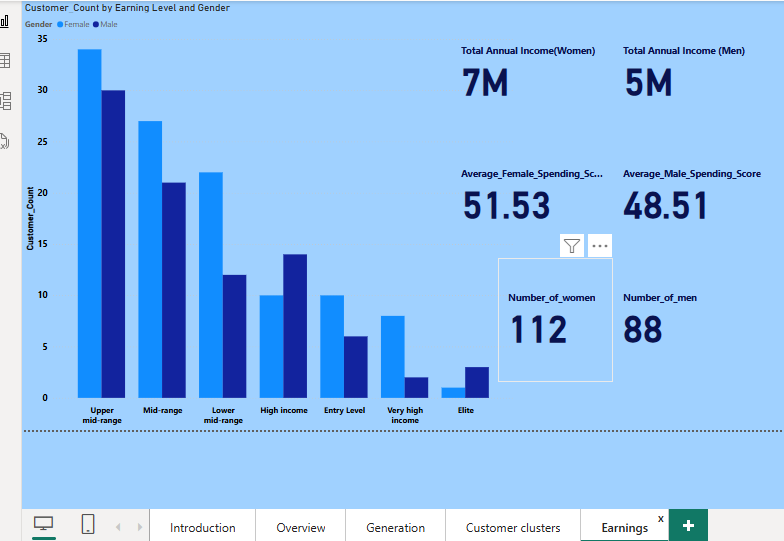 Customer_Count by Earning Level and Gender
Gender Female Male
Customer_Count
35
30
25
20
15
10
5
0
Upper mid-range
Mid-range
Lower mid-range
High income
Entry Level
Very high income
Elite
Total Annual Income(Women)
7M
Total Annual Income (Men)
5M
Average_Female_Spending_Sc...
51.53
Average_Male_Spending_Score
48.51
Number_of_women
112
Number_of_men
88
Introduction
Overview
Generation
Customer clusters
Earnings
x
+